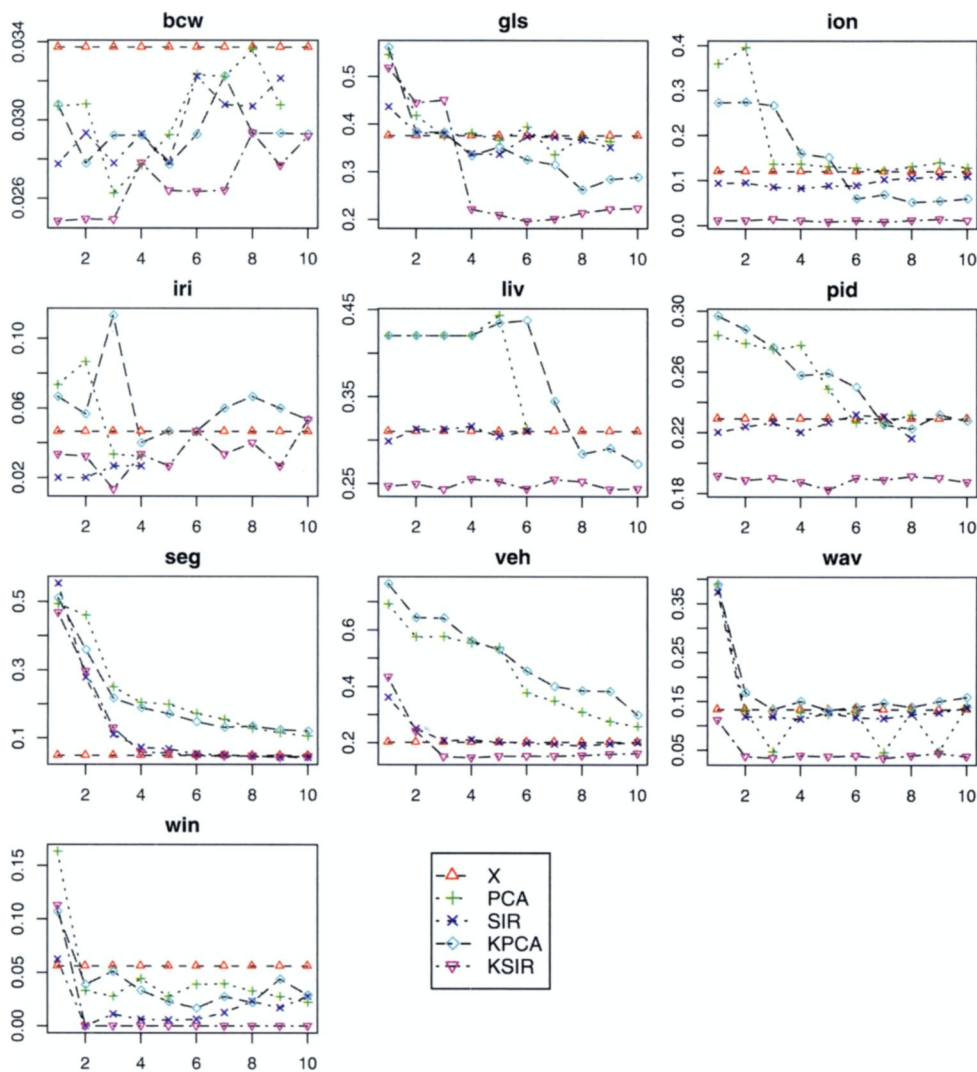 bcw
gls
ion
0.026 0.030 0.034
0.2 0.3 0.4 0.5
0.0 0.1 0.2 0.3 0.4
2 4 6 8 10
2 4 6 8 10
2 4 6 8 10
iri
liv
pid
0.02 0.06 0.10
0.25 0.35 0.45
0.18 0.22 0.26 0.30
2 4 6 8 10
2 4 6 8 10
2 4 6 8 10
seg
veh
wav
0.1 0.3 0.5
0.2 0.4 0.6
0.05 0.15 0.25 0.35
2 4 6 8 10
2 4 6 8 10
2 4 6 8 10
win
0.00 0.05 0.10 0.15
2 4 6 8 10
X
PCA
SIR
KPCA
KSIR